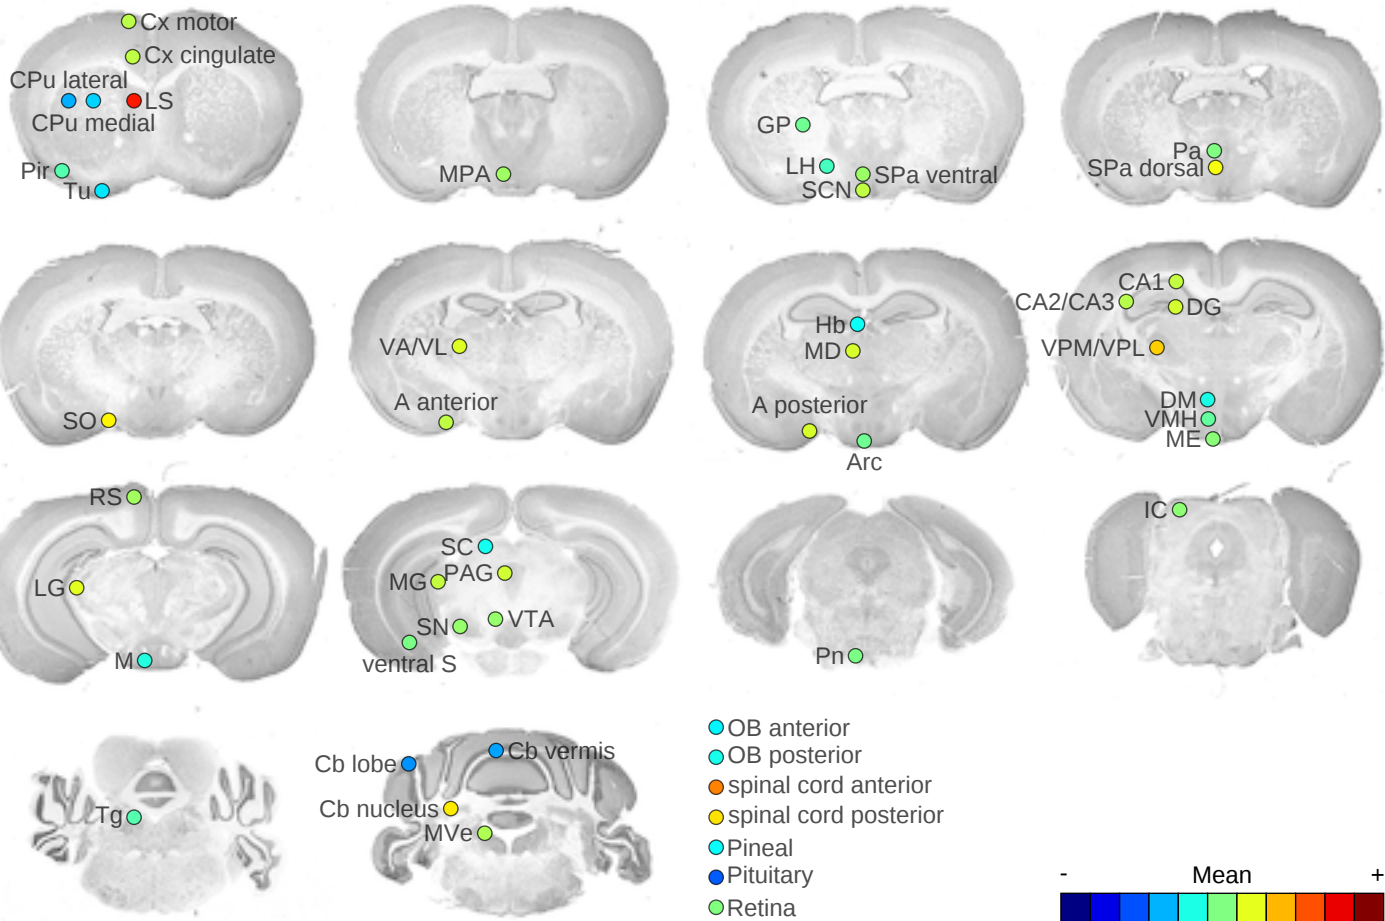 Cx motor
Cx cingulate
CPu lateral
LS
CPu medial
Pir
Tu
MPA
GP
LH
SPa ventral
SCN
Pa
SPa dorsal
SO
VA/VL
A anterior
Hb
MD
A posterior
Arc
CA1
CA2/CA3
DG
VPM/VPL
DM
VMH
ME
RS
LG
M
SC
MG
PAG
SN
VTA
ventral S
Pn
IC
Tg
Cb lobe
Cb vermis
Cb nucleus
MVe
OB anterior
OB posterior
spinal cord anterior
spinal cord posterior
Pineal
Pituitary
Retina
- Mean +